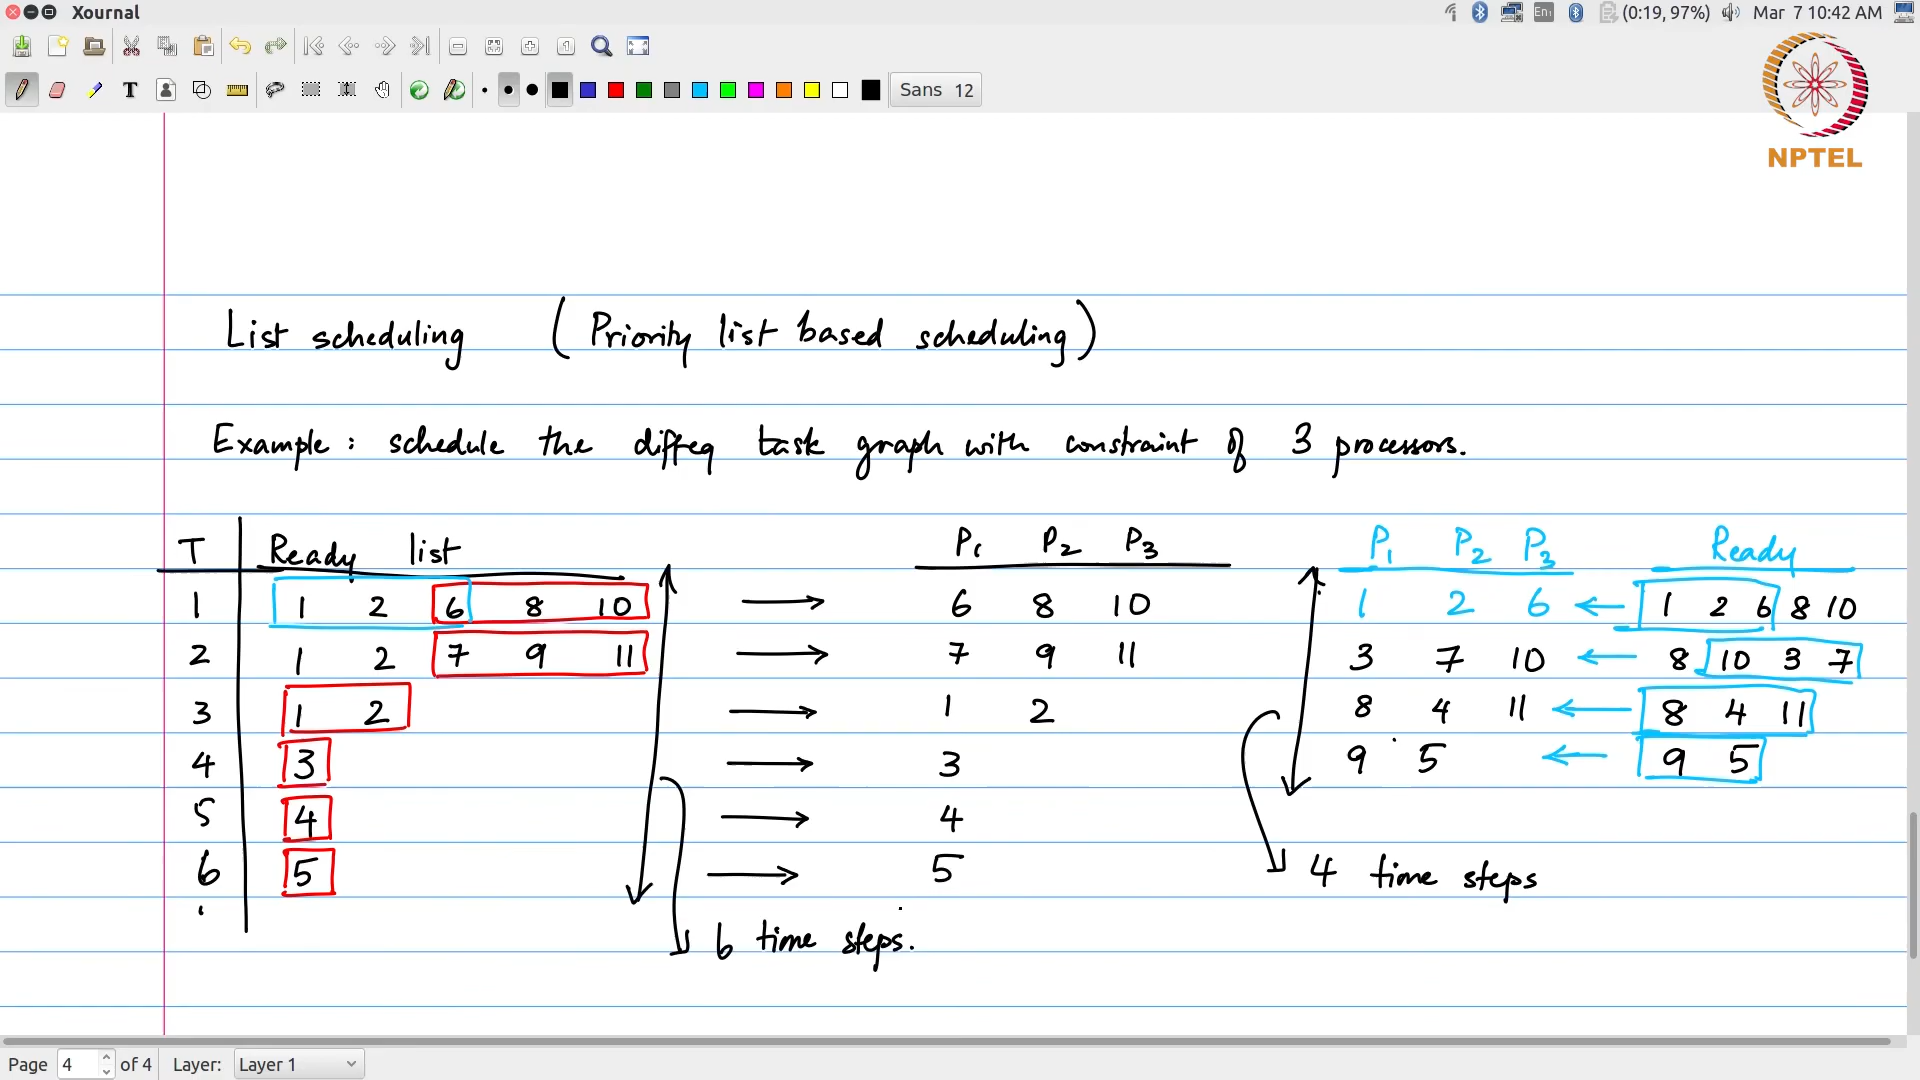 Xournal
En1
(0:19, 97%)
Mar 7 10:42 AM
T
Sans 12
NPTEL
List scheduling (Priority list based scheduling)
Example: schedule the diffeq task graph with constraint of 3 processors.
T Ready list P1 P2 P3 P1 P2 P3 Ready
1 1 2 6 8 10 → 6 8 10 1 2 6 ← 1 2 6 8 10
2 1 2 7 9 11 → 7 9 11 3 7 10 ← 8 10 3 7
3 1 2 → 1 2 8 4 11 ← 8 4 11
4 3 → 3 9 5 ← 9 5
5 4 → 4
6 5 → 5 4 time steps
6 time steps.
Page 4 of 4 Layer: Layer 1